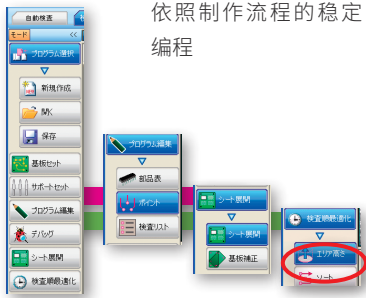 依照制作流程的稳定
编程
自動検査
モード
プログラム選択
新規作成
開く
保存
基板セット
サポートセット
プログラム編集
デバッグ
シート展開
検査順最適化
プログラム編集
部品表
ポイント
検査リスト
シート展開
シート展開
基板補正
検査順最適化
エリア高さ
ソート